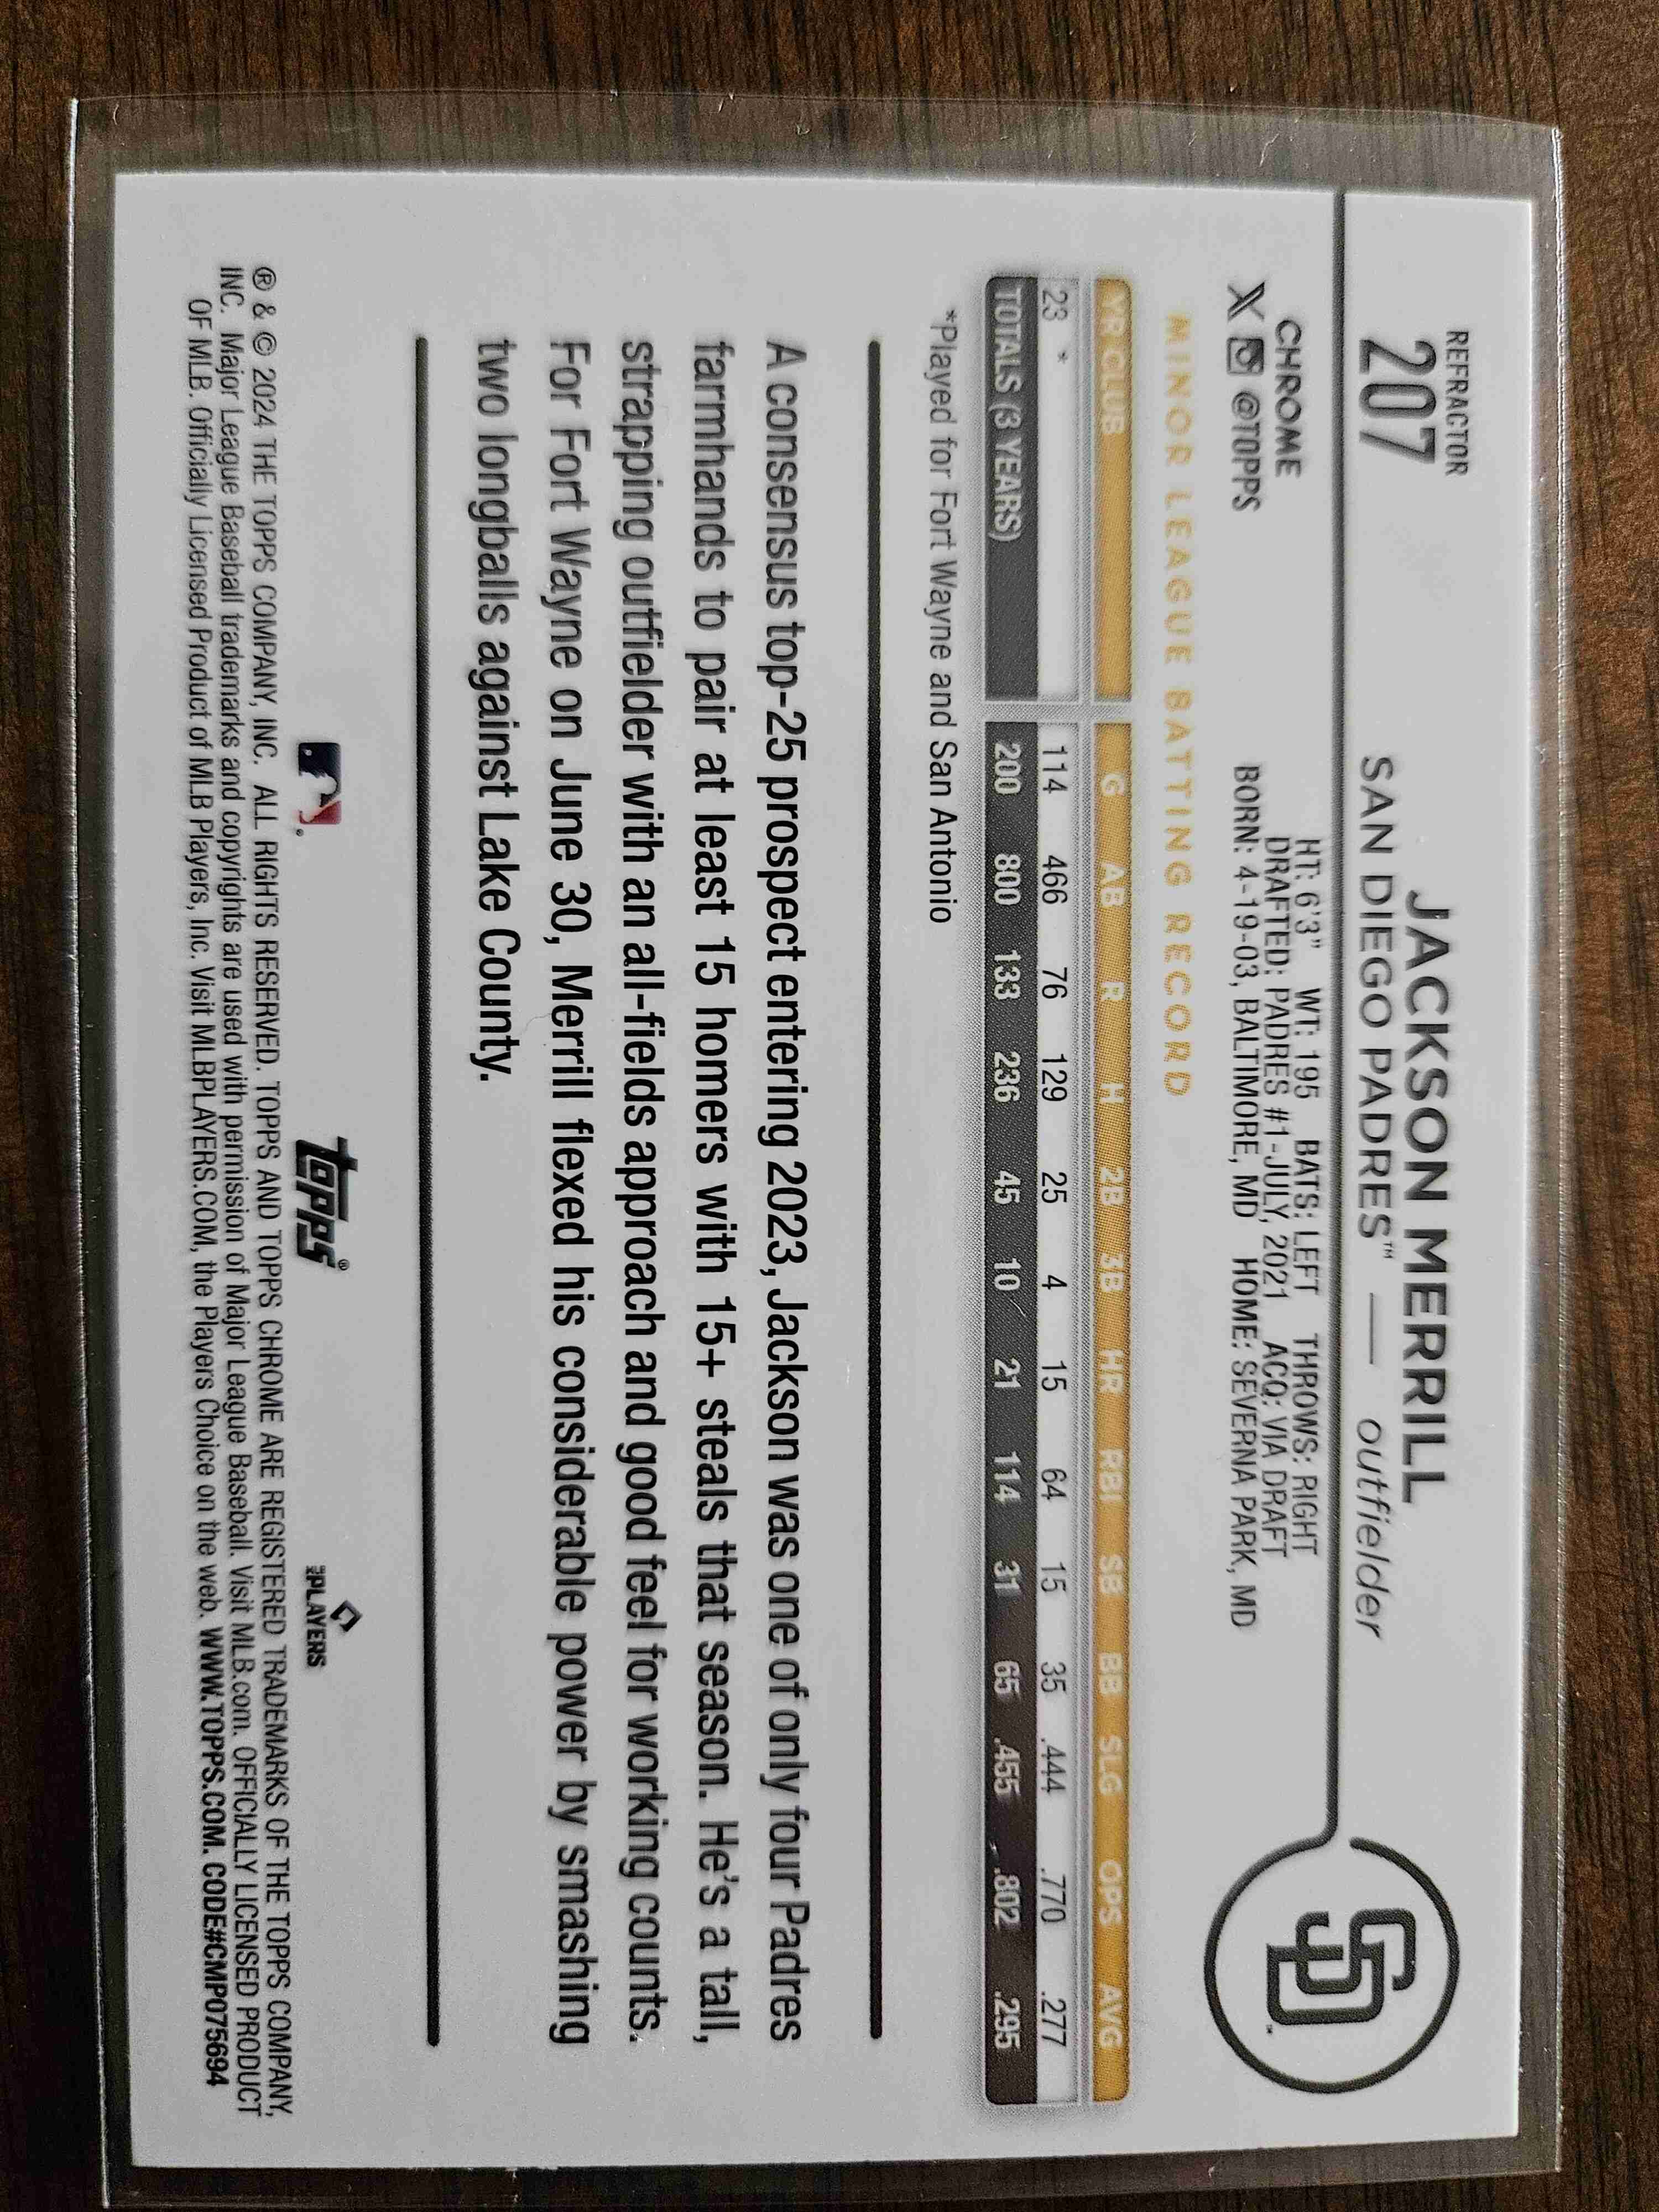 REFRACTOR
207
JACKSON MERRILL
SAN DIEGO PADRES™ — outfielder
HT: 6'3" WT: 195 BATS: LEFT THROWS: RIGHT
CHROME
DRAFTED: PADRES #1-JULY, 2021 ACQ: VIA DRAFT
X @TOPPS
BORN: 4-19-03, BALTIMORE, MD HOME: SEVERNA PARK, MD
SD
MINOR LEAGUE BATTING RECORD
YR CLUB G AB R H 2B 3B HR RBI SB BB SLG OPS AVG
23 * 114 466 76 129 25 4 15 64 15 35 .444 .770 .277
TOTALS (3 YEARS) 200 800 133 236 45 10 21 114 31 65 .455 .802 .295
*Played for Fort Wayne and San Antonio
A consensus top-25 prospect entering 2023, Jackson was one of only four Padres
farmhands to pair at least 15 homers with 15+ steals that season. He's a tall,
strapping outfielder with an all-fields approach and good feel for working counts.
For Fort Wayne on June 30, Merrill flexed his considerable power by smashing
two longballs against Lake County.
topps®
MLB PLAYERS
® & © 2024 THE TOPPS COMPANY, INC. ALL RIGHTS RESERVED. TOPPS AND TOPPS CHROME ARE REGISTERED TRADEMARKS OF THE TOPPS COMPANY,
INC. Major League Baseball trademarks and copyrights are used with permission of Major League Baseball. Visit MLB.com. OFFICIALLY LICENSED PRODUCT
OF MLB. Officially Licensed Product of MLB Players, Inc. Visit MLBPLAYERS.COM, the Players Choice on the web. WWW.TOPPS.COM. CODE#CMP075694